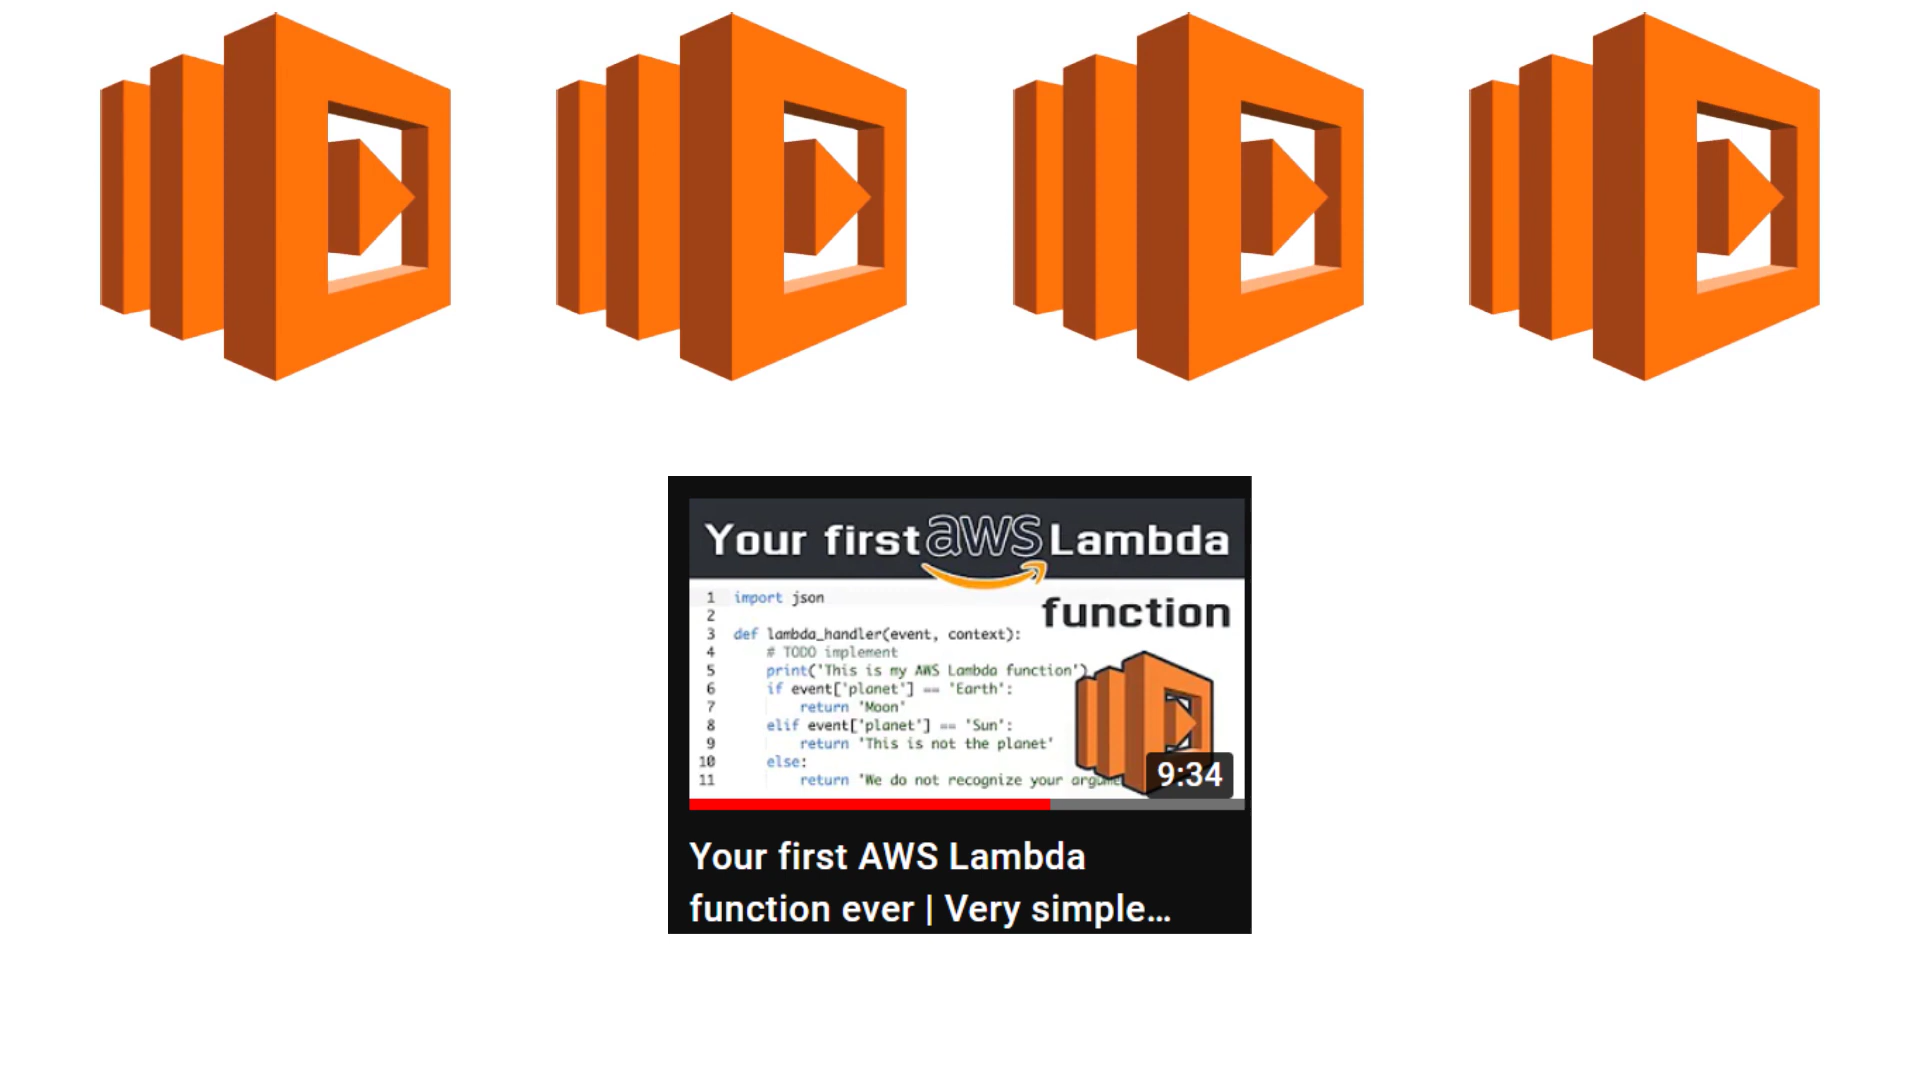 Your first aws Lambda
function
1 import json
2
3 def lambda_handler(event, context):
4 # TODO implement
5 print('This is my AWS Lambda function')
6 if event['planet'] == 'Earth':
7 return 'Moon'
8 elif event['planet'] == 'Sun':
9 return 'This is not the planet'
10 else:
11 return 'We do not recognize your
9:34
Your first AWS Lambda
function ever | Very simple...